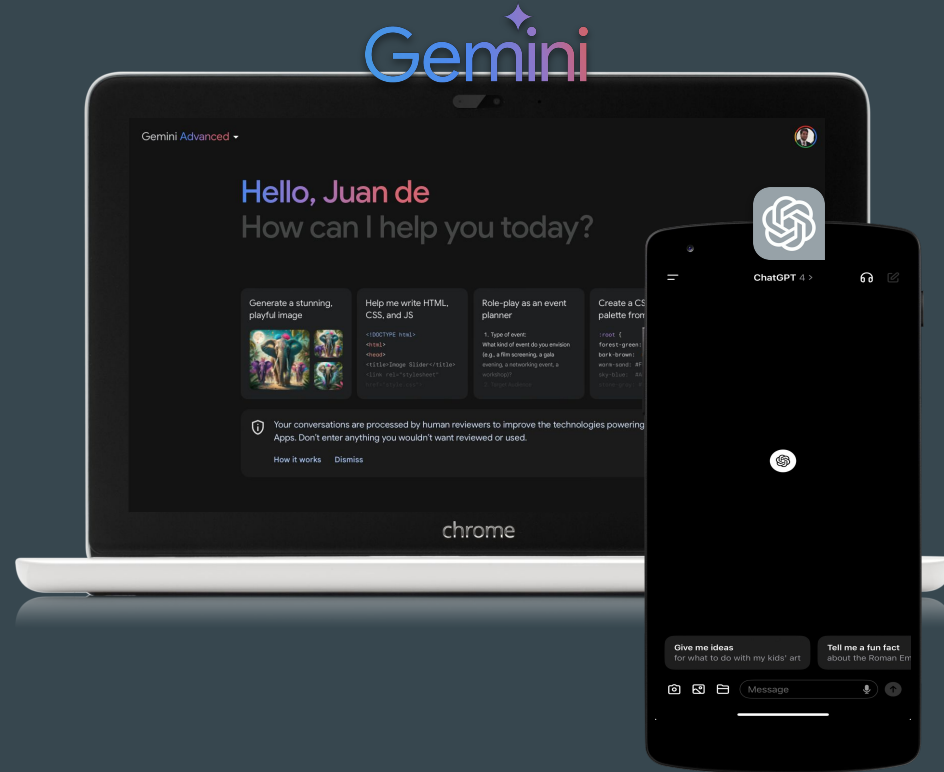 Gemini
Gemini Advanced
Hello, Juan de
How can I help you today?
Generate a stunning,
playful image
Help me write HTML,
CSS, and JS
<!DOCTYPE html>
<html>
<head>
<title>Image Slider</title>
<link rel="stylesheet"
href="style.css">
Role-play as an event
planner
1. Type of event:
What kind of event do you envision
(e.g., a film screening, a gala
evening, a networking event, a
workshop)?
Create a CS
palette from
:root {
forest-green:
bark-brown:
warm-sand: #F
sky-blue: #A
Your conversations are processed by human reviewers to improve the technologies powering
Apps. Don't enter anything you wouldn't want reviewed or used.
How it works Dismiss
chrome
ChatGPT 4 >
Give me ideas
for what to do with my kids' art
Tell me a fun fact
about the Roman Em
Message